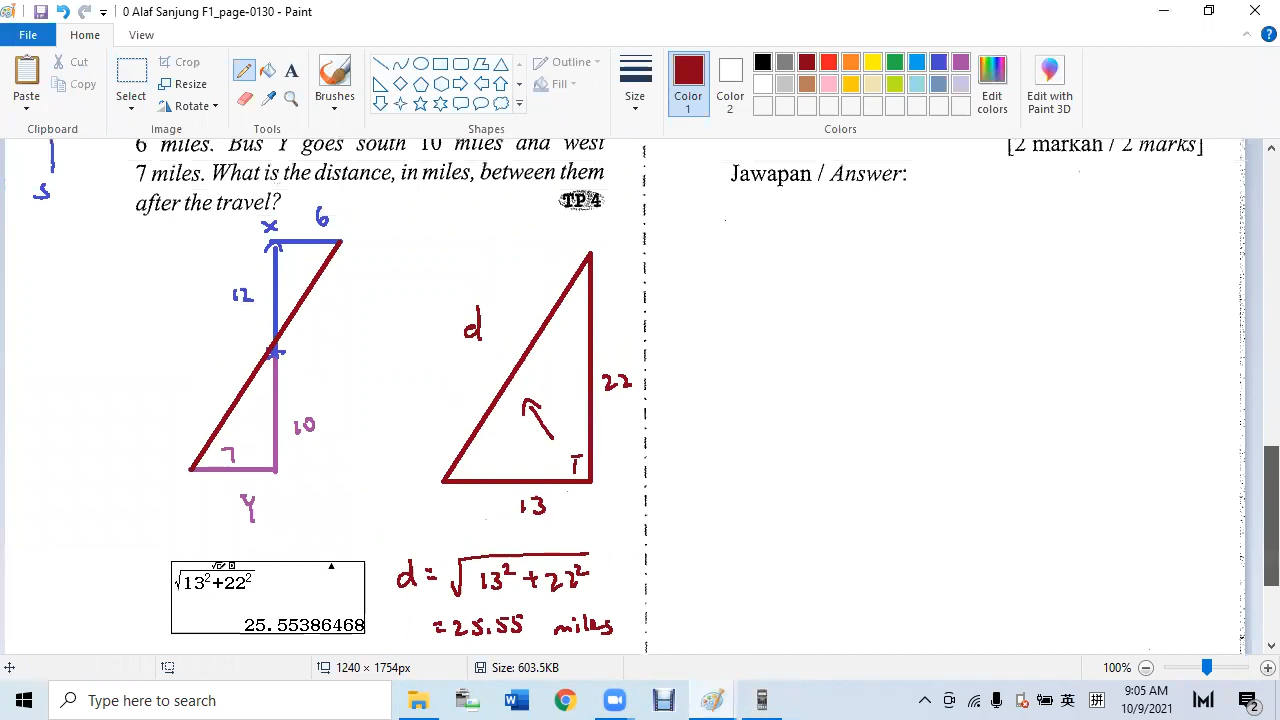 0 Alaf Sanjung F1_page-0130 - Paint
File Home View
Paste
Cut
Copy
Clipboard
Select
Crop
Resize
Rotate
Image
A
Tools
Brushes
Outline
Fill
Shapes
Size
Color 1
Color 2
Edit colors
Edit with Paint 3D
Colors
S
6 miles. Bus Y goes south 10 miles and west
7 miles. What is the distance, in miles, between them
after the travel?
TP 4
[2 markah / 2 marks]
Jawapan / Answer:
x 6
12
10
7
Y
d
22
13
√13²+22²
25.55386468
d = √13² + 22²
= 25.55 miles
1240 × 1754px
Size: 603.5KB
100%
Type here to search
英
拼
9:05 AM
10/9/2021
2